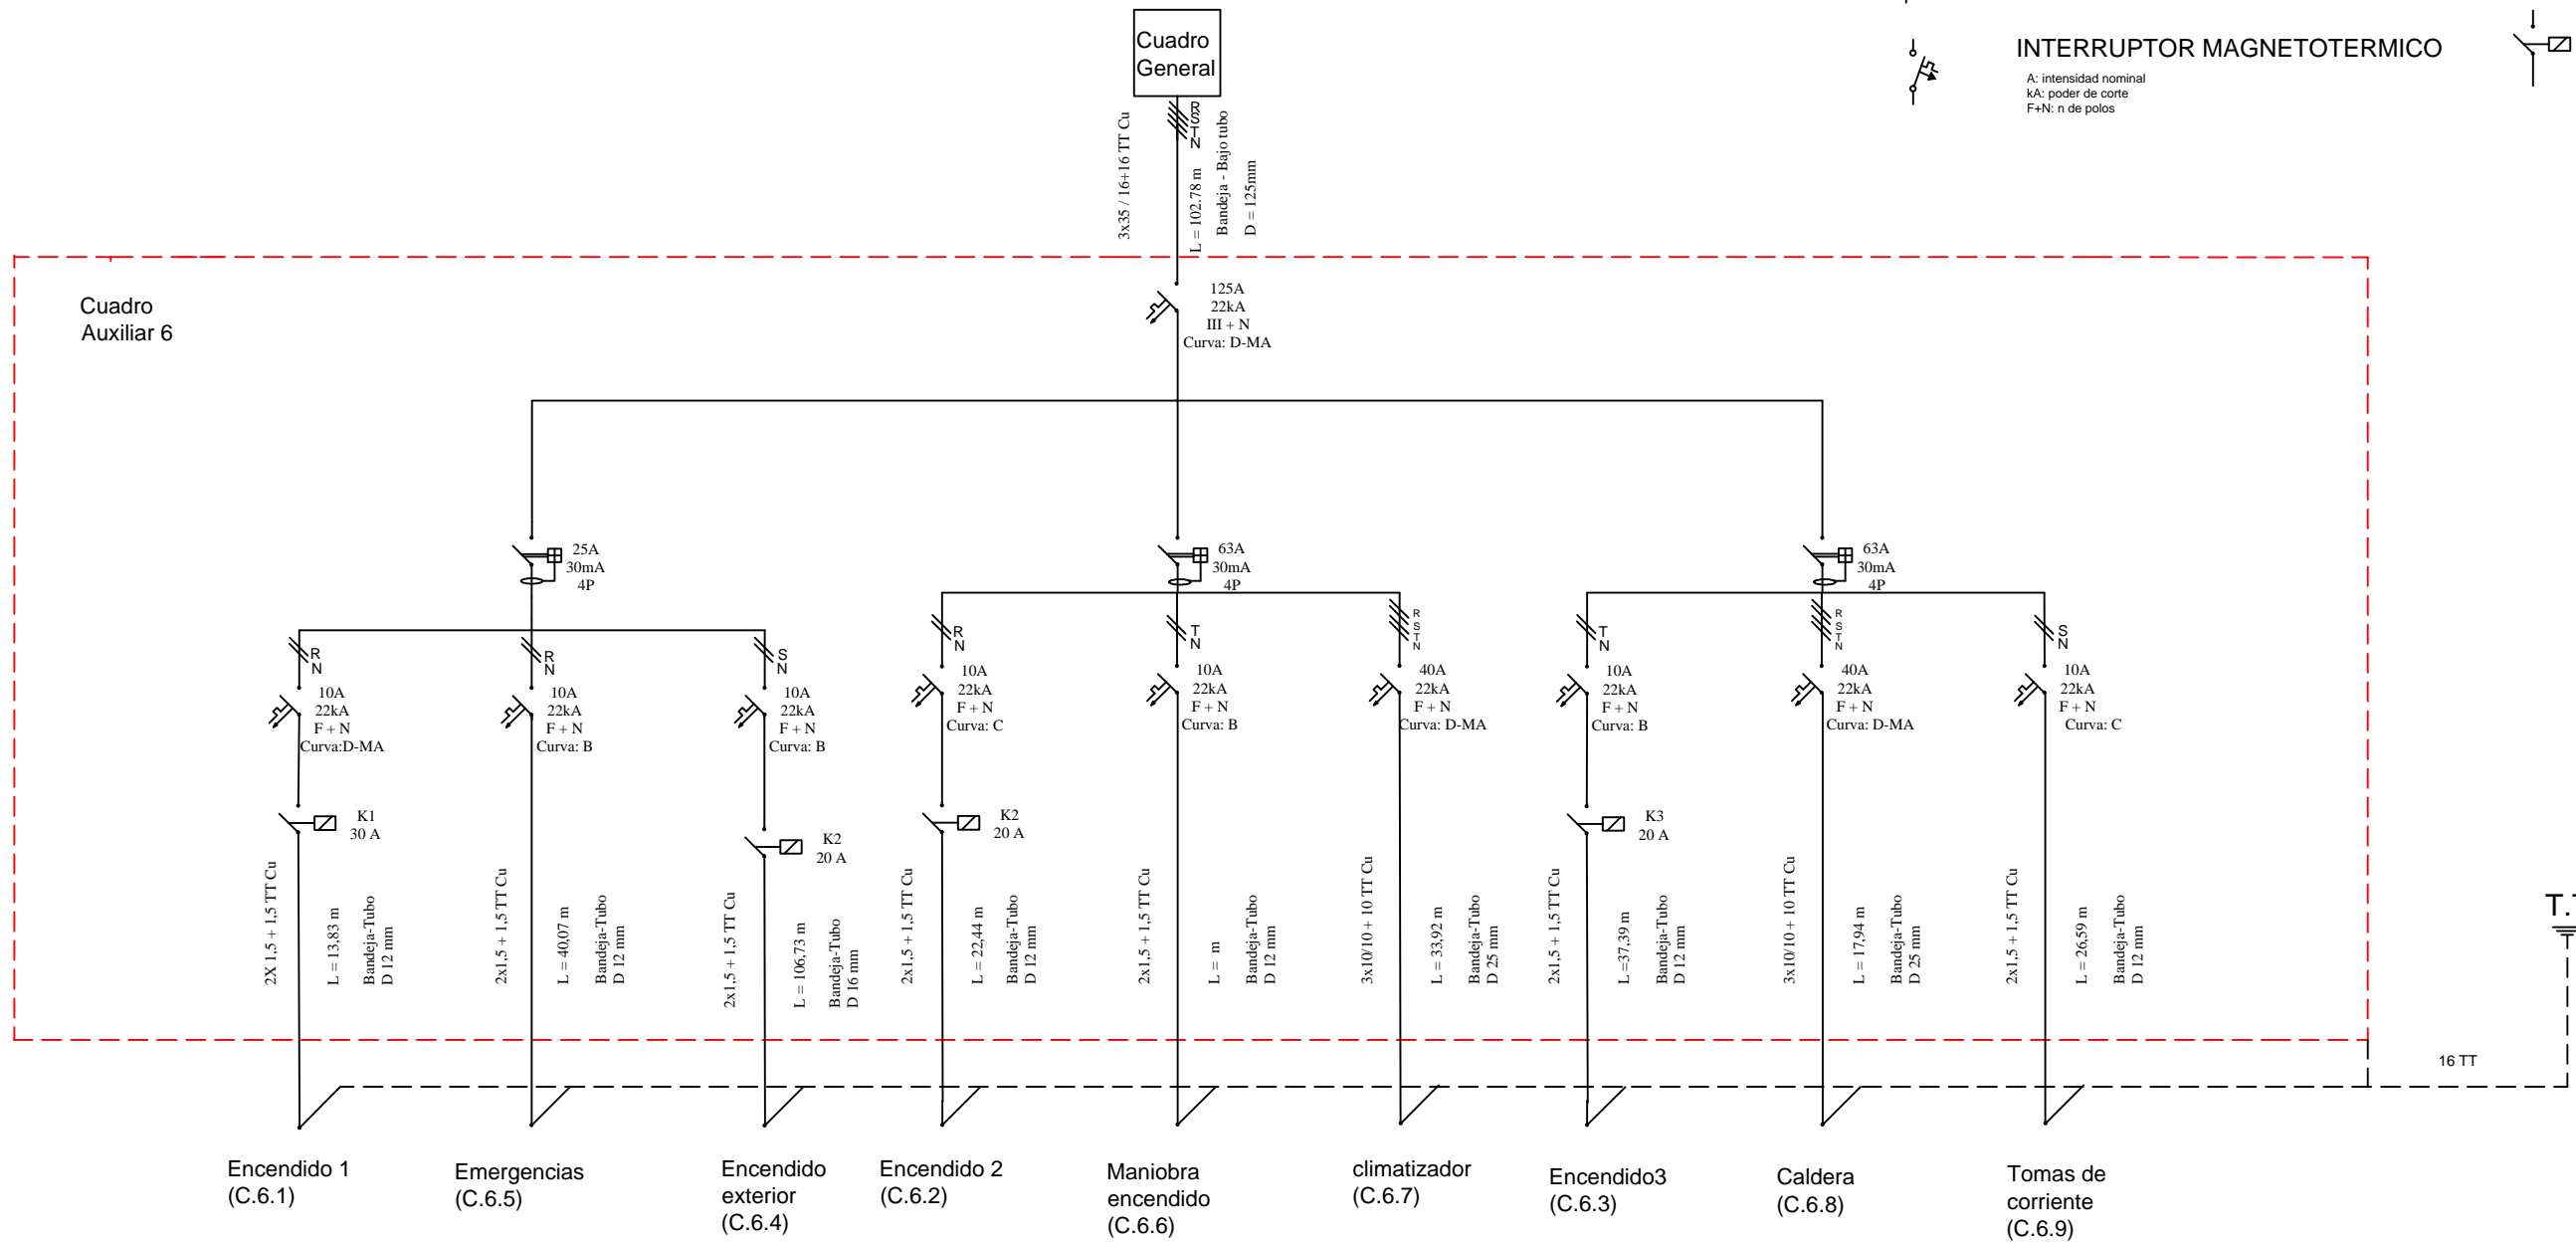 Cuadro
General
INTERRUPTOR MAGNETOTERMICO
A: intensidad nominal
kA: poder de corte
F+N: n de polos
R
S
T
N
3x35 / 16+16 TT Cu
L = 102.78 m
Bandeja - Bajo tubo
D = 125mm
Cuadro
Auxiliar 6
125A
22kA
III + N
Curva: D-MA
25A
30mA
4P
63A
30mA
4P
63A
30mA
4P
R
N
10A
22kA
F + N
Curva:D-MA
K1
30 A
2X 1,5 + 1,5 TT Cu
L = 13,83 m
Bandeja-Tubo
D 12 mm
R
N
10A
22kA
F + N
Curva: B
2x1,5 + 1,5 TT Cu
L = 40,07 m
Bandeja-Tubo
D 12 mm
S
N
10A
22kA
F + N
Curva: B
K2
20 A
2x1,5 + 1,5 TT Cu
L = 106,73 m
Bandeja-Tubo
D 16 mm
R
N
10A
22kA
F + N
Curva: C
K2
20 A
2x1,5 + 1,5 TT Cu
L = 22,44 m
Bandeja-Tubo
D 12 mm
T
N
10A
22kA
F + N
Curva: B
2x1,5 + 1,5 TT Cu
L = m
Bandeja-Tubo
D 12 mm
R
S
T
N
40A
22kA
F + N
Curva: D-MA
3x10/10 + 10 TT Cu
L = 33,92 m
Bandeja-Tubo
D 25 mm
T
N
10A
22kA
F + N
Curva: B
K3
20 A
2x1,5 + 1,5 TT Cu
L =37,39 m
Bandeja-Tubo
D 12 mm
R
S
T
N
40A
22kA
F + N
Curva: D-MA
3x10/10 + 10 TT Cu
L = 17,94 m
Bandeja-Tubo
D 25 mm
S
N
10A
22kA
F + N
Curva: C
2x1,5 + 1,5 TT Cu
L = 26,59 m
Bandeja-Tubo
D 12 mm
16 TT
Encendido 1
(C.6.1)
Emergencias
(C.6.5)
Encendido
exterior
(C.6.4)
Encendido 2
(C.6.2)
Maniobra
encendido
(C.6.6)
climatizador
(C.6.7)
Encendido3
(C.6.3)
Caldera
(C.6.8)
Tomas de
corriente
(C.6.9)